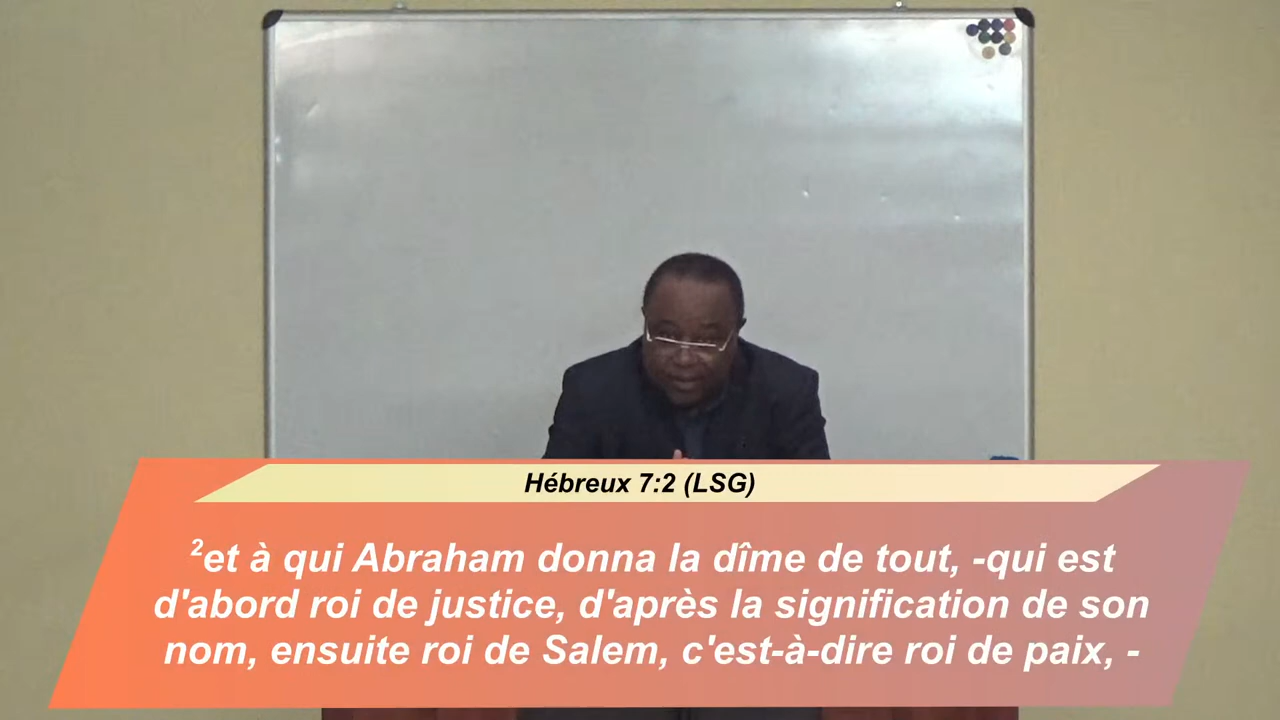 Hébreux 7:2 (LSG)
²et à qui Abraham donna la dîme de tout, -qui est
d'abord roi de justice, d'après la signification de son
nom, ensuite roi de Salem, c'est-à-dire roi de paix, -